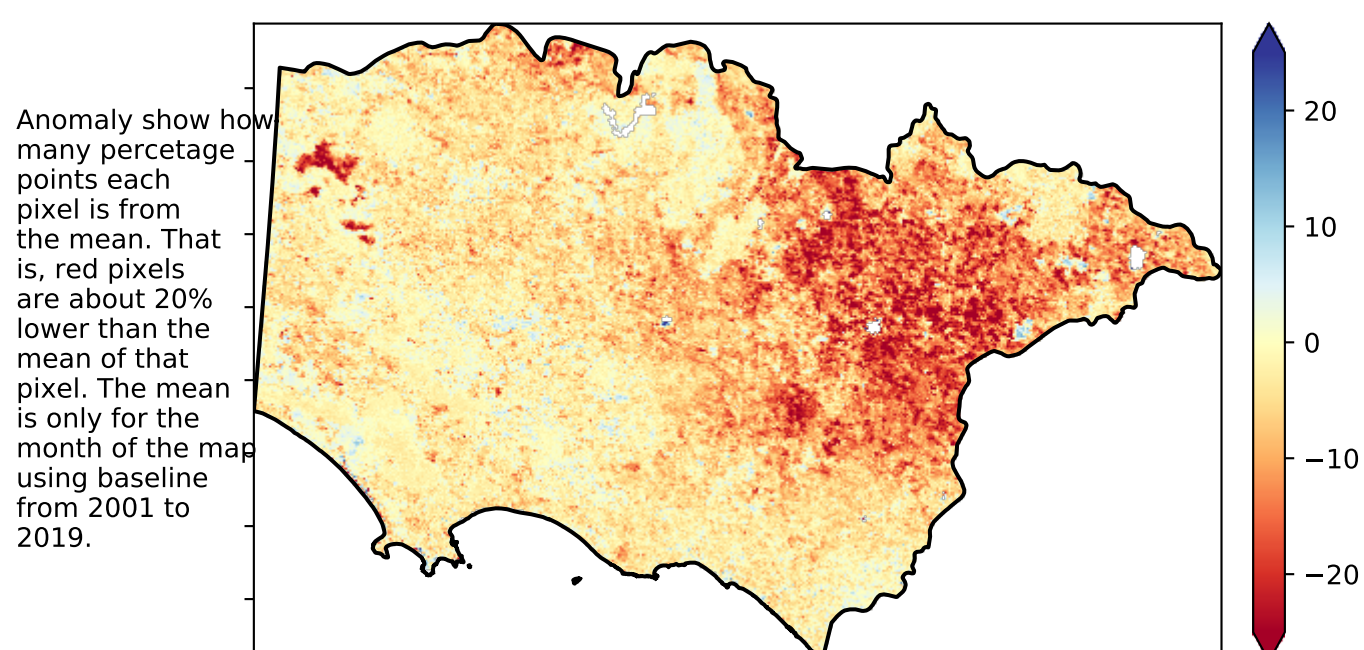 Anomaly show how
many percetage
points each
pixel is from
the mean. That
is, red pixels
are about 20%
lower than the
mean of that
pixel. The mean
is only for the
month of the map
using baseline
from 2001 to
2019.
20
10
0
−10
−20